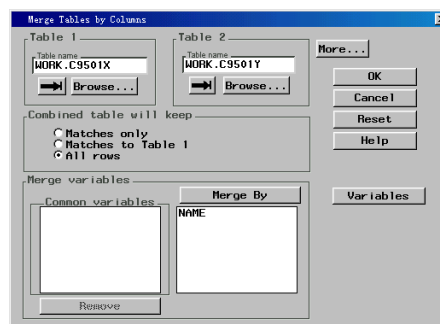 Merge Tables by Columns
Table 1
Table name
WORK.C9501X
Browse...
Table 2
Table name
WORK.C9501Y
Browse...
More...
OK
Cancel
Reset
Help
Combined table will keep
Matches only
Matches to Table 1
All rows
Merge variables
Common variables
Merge By
NAME
Remove
Variables